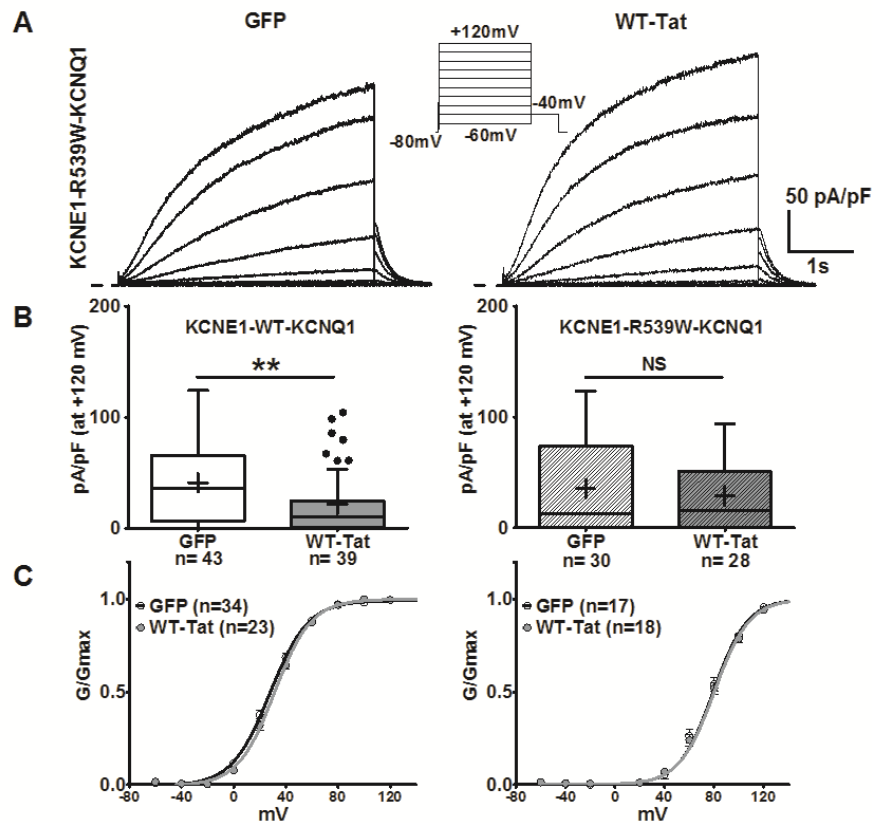 A
GFP
WT-Tat
KCNE1-R539W-KCNQ1
+120mV
-40mV
-80mV
-60mV
50 pA/pF
1s
B
KCNE1-WT-KCNQ1
KCNE1-R539W-KCNQ1
pA/pF (at +120 mV)
200
100
0
**
GFP
WT-Tat
n= 43
n= 39
pA/pF (at +120 mV)
200
100
0
NS
GFP
WT-Tat
n= 30
n= 28
C
G/Gmax
1.0
0.5
0.0
GFP (n=34)
WT-Tat (n=23)
-80
-40
0
40
80
120
mV
G/Gmax
1.0
0.5
0.0
GFP (n=17)
WT-Tat (n=18)
-80
-40
0
40
80
120
mV